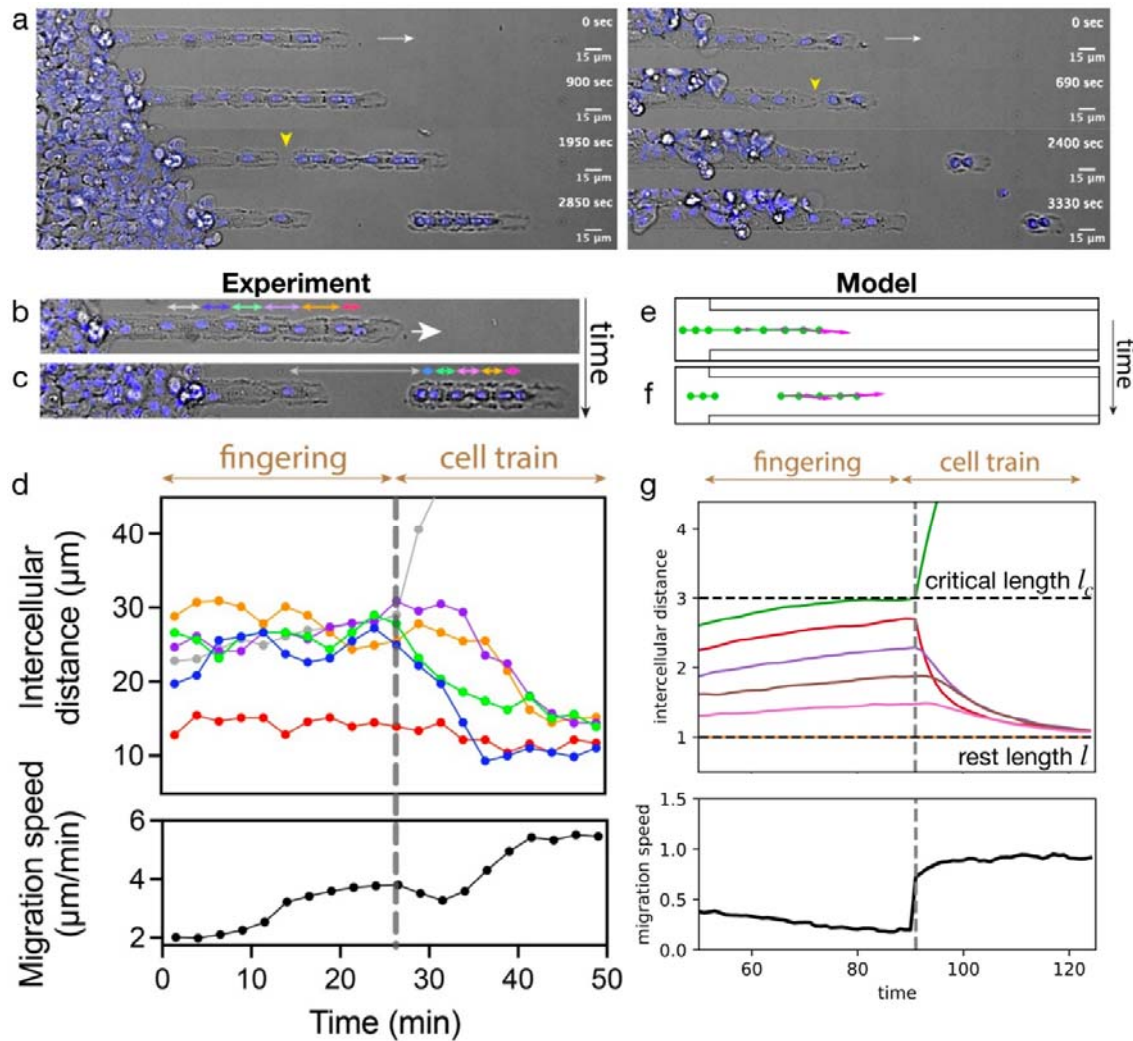 a
0 sec
15 µm
900 sec
15 µm
1950 sec
15 µm
2850 sec
15 µm
0 sec
15 µm
690 sec
15 µm
2400 sec
15 µm
3330 sec
15 µm
Experiment
b
c
time
Model
e
f
time
fingering
cell train
d
Intercellular
distance (µm)
40
30
20
10
Migration speed
(µm/min)
6
4
2
0
10
20
30
40
50
Time (min)
fingering
cell train
g
intercellular distance
4
3
2
1
critical length lc
rest length l
migration speed
1.5
1.0
0.5
0.0
60
80
100
120
time